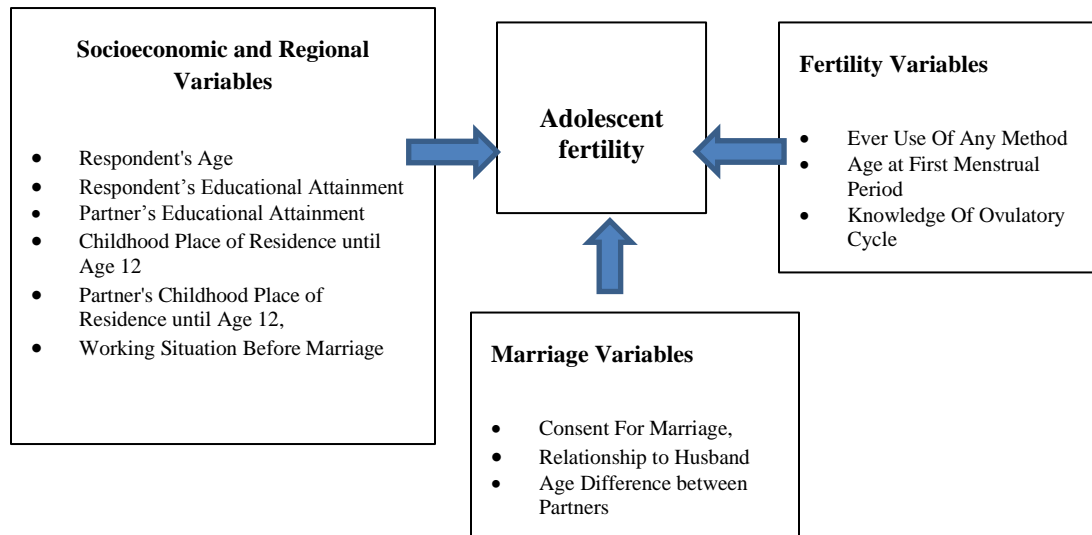 Socioeconomic and Regional
Variables
• Respondent's Age
• Respondent’s Educational Attainment
• Partner’s Educational Attainment
• Childhood Place of Residence until
Age 12
• Partner's Childhood Place of
Residence until Age 12,
• Working Situation Before Marriage
Adolescent
fertility
Fertility Variables
• Ever Use Of Any Method
• Age at First Menstrual
Period
• Knowledge Of Ovulatory
Cycle
Marriage Variables
• Consent For Marriage,
• Relationship to Husband
• Age Difference between
Partners